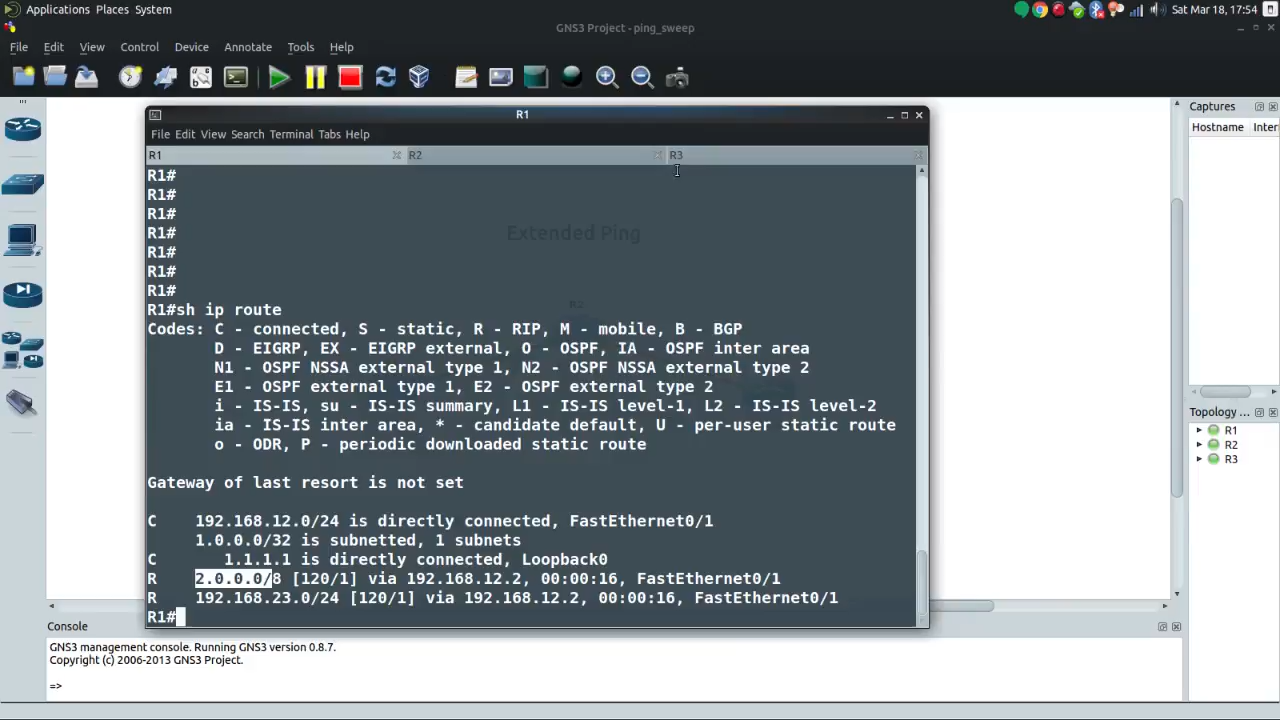 Applications Places System
Sat Mar 18, 17:54
GNS3 Project - ping_sweep
File Edit View Control Device Annotate Tools Help
R1
File Edit View Search Terminal Tabs Help
R1 R2 R3
R1#
R1#
R1#
R1#
R1#
R1#
R1#
R1#sh ip route
Codes: C - connected, S - static, R - RIP, M - mobile, B - BGP
D - EIGRP, EX - EIGRP external, O - OSPF, IA - OSPF inter area
N1 - OSPF NSSA external type 1, N2 - OSPF NSSA external type 2
E1 - OSPF external type 1, E2 - OSPF external type 2
i - IS-IS, su - IS-IS summary, L1 - IS-IS level-1, L2 - IS-IS level-2
ia - IS-IS inter area, * - candidate default, U - per-user static route
o - ODR, P - periodic downloaded static route
Gateway of last resort is not set
C 192.168.12.0/24 is directly connected, FastEthernet0/1
1.0.0.0/32 is subnetted, 1 subnets
C 1.1.1.1 is directly connected, Loopback0
R 2.0.0.0/8 [120/1] via 192.168.12.2, 00:00:16, FastEthernet0/1
R 192.168.23.0/24 [120/1] via 192.168.12.2, 00:00:16, FastEthernet0/1
R1#
Extended Ping
R2
Captures
Hostname Inter
Topology ...
R1
R2
R3
Console
GNS3 management console. Running GNS3 version 0.8.7.
Copyright (c) 2006-2013 GNS3 Project.
=>